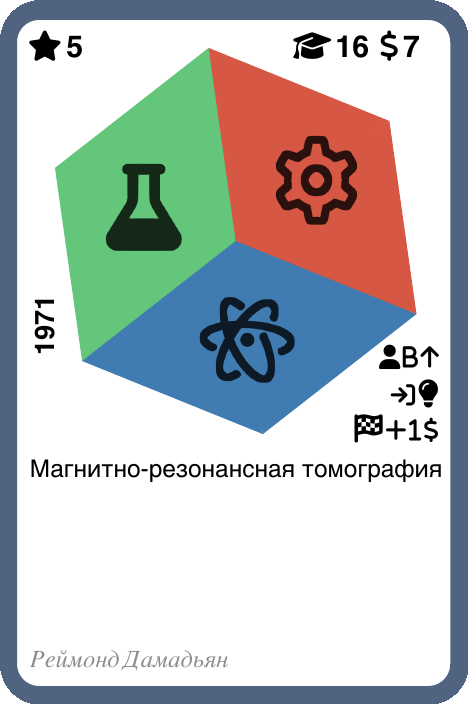 5 16 $7
1971
B↑
+1$
Магнитно-резонансная томография
Реймонд Дамадьян